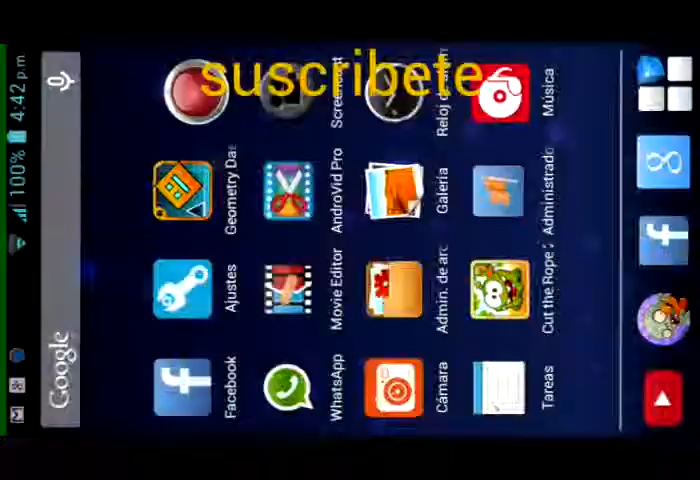 suscribete
4:42 p.m.
100%
Google
Facebook
WhatsApp
Cámara
Tareas
Ajustes
Movie Editor
Admin. de arc
Cut the Rope
Geometry Das
AndroVid Pro
Galería
Administrado
Screencast
Reloj
Música